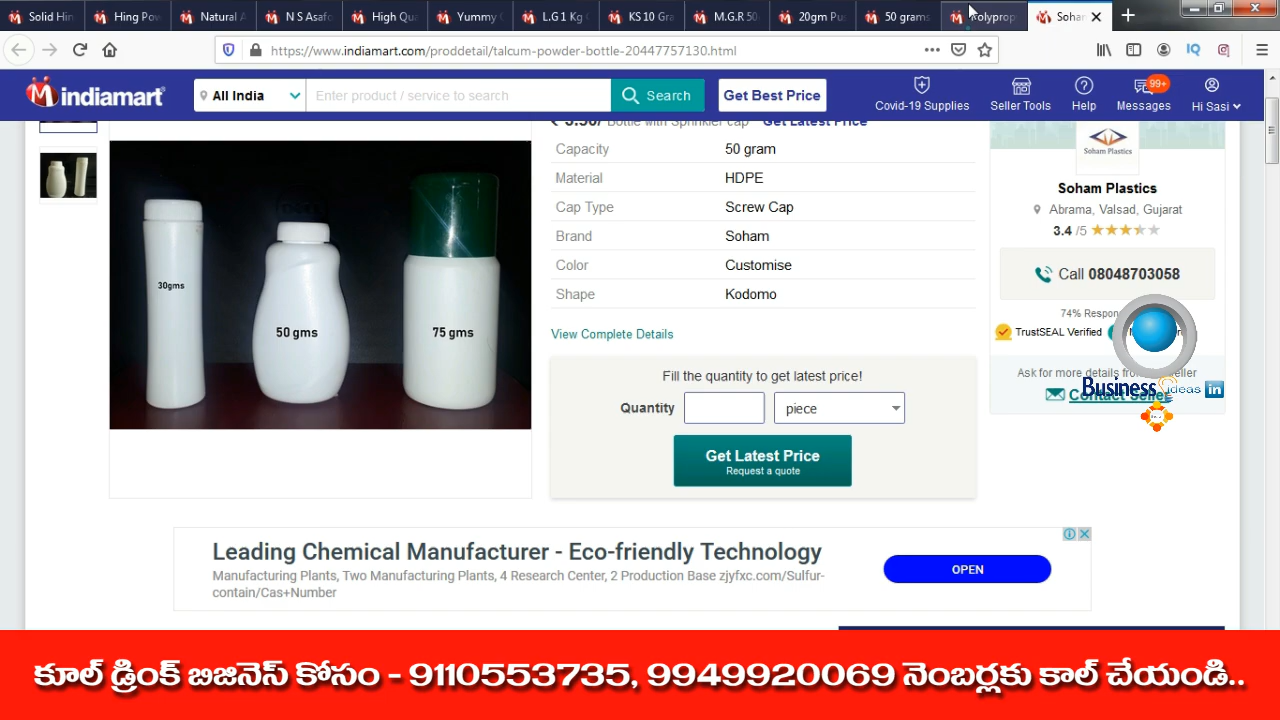 Solid Hin
Hing Pow
Natural A
N S Asafo
High Qua
Yummy
L.G 1 Kg
KS 10 Gra
M.G.R 50
20gm Pu
50 grams
Polyprop
Sohar
https://www.indiamart.com/proddetail/talcum-powder-bottle-20447757130.html
indiamart
All India
Enter product / service to search
Search
Get Best Price
Covid-19 Supplies
Seller Tools
Help
99+
Messages
Hi Sasi
Bottle with Sprinkler cap Get Latest Price
Capacity 50 gram
Material HDPE
Cap Type Screw Cap
Brand Soham
Color Customise
Shape Kodomo
View Complete Details
30gms
50 gms
75 gms
Fill the quantity to get latest price!
Quantity piece
Get Latest Price
Request a quote
Soham Plastics
Soham Plastics
Abrama, Valsad, Gujarat
3.4 /5
Call 08048703058
74% Respon
TrustSEAL Verified
Ask for more details from
Contact Seller
Business ideas in
Leading Chemical Manufacturer - Eco-friendly Technology
Manufacturing Plants, Two Manufacturing Plants, 4 Research Center, 2 Production Base zjyfxc.com/Sulfur-
contain/Cas+Number
OPEN
కూల్ డ్రింక్ బిజినెస్ కోసం - 9110553735, 9949920069 నెంబర్లకు కాల్ చేయండి..